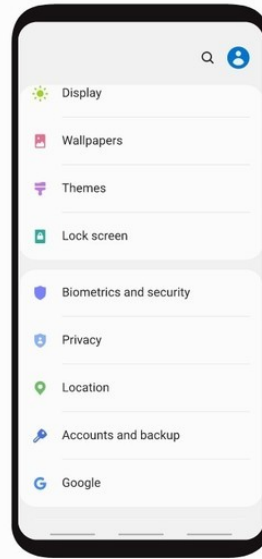 Display
Wallpapers
Themes
Lock screen
Biometrics and security
Privacy
Location
Accounts and backup
Google